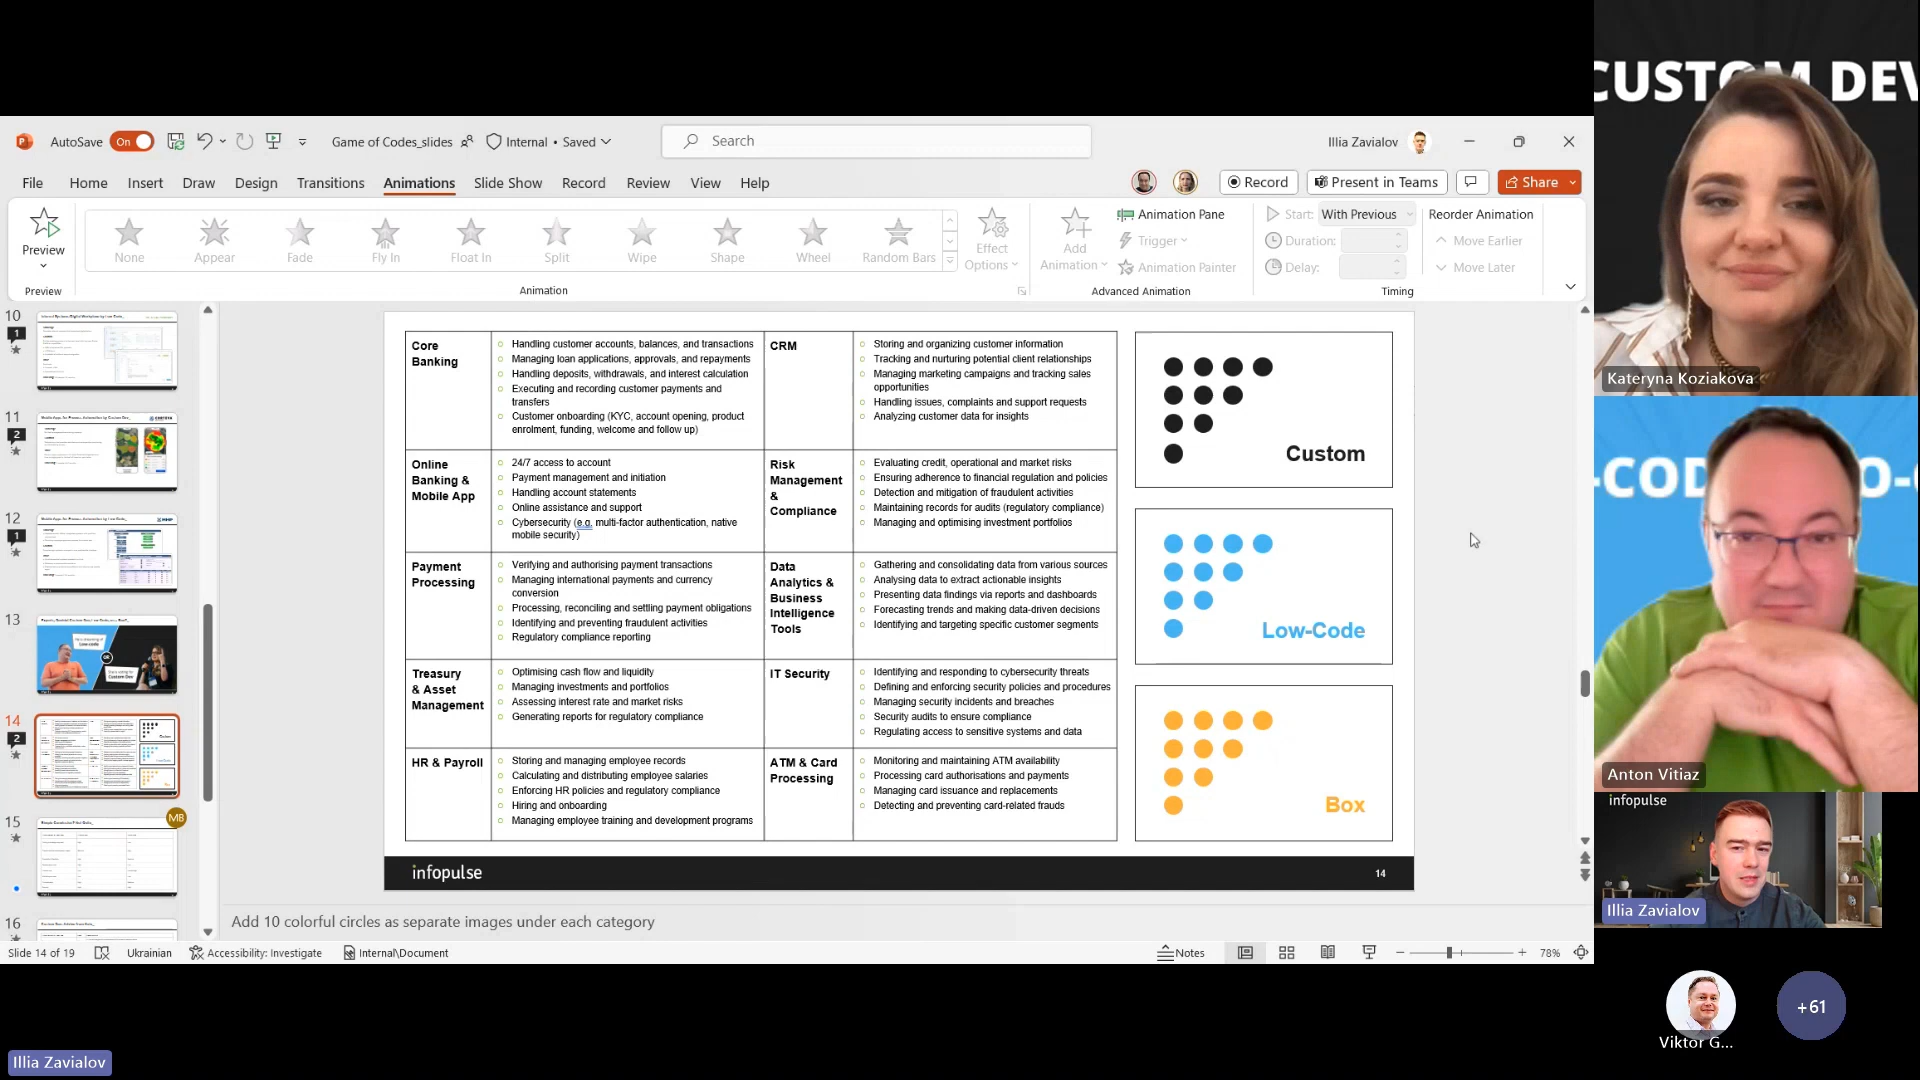 CUSTOM DEV
AutoSave On Game of Codes_slides Internal • Saved Search Illia Zavialov
File Home Insert Draw Design Transitions Animations Slide Show Record Review View Help Record Present in Teams Share
Preview
None Appear Fade Fly In Float In Split Wipe Shape Wheel Random Bars
Effect Options
Add Animation
Animation Pane
Trigger
Animation Painter
Start: With Previous
Duration:
Delay:
Reorder Animation
Move Earlier
Move Later
Preview Animation Advanced Animation Timing
10
1
11
2
12
1
13
OR
14
2
15
MB
16
Core
Banking
Handling customer accounts, balances, and transactions
Managing loan applications, approvals, and repayments
Handling deposits, withdrawals, and interest calculation
Executing and recording customer payments and
transfers
Customer onboarding (KYC, account opening, product
enrolment, funding, welcome and follow up)
CRM
Storing and organizing customer information
Tracking and nurturing potential client relationships
Managing marketing campaigns and tracking sales
opportunities
Handling issues, complaints and support requests
Analyzing customer data for insights
Online
Banking &
Mobile App
24/7 access to account
Payment management and initiation
Handling account statements
Online assistance and support
Cybersecurity (e.g. multi-factor authentication, native
mobile security)
Risk
Management
&
Compliance
Evaluating credit, operational and market risks
Ensuring adherence to financial regulation and policies
Detection and mitigation of fraudulent activities
Maintaining records for audits (regulatory compliance)
Managing and optimising investment portfolios
Payment
Processing
Verifying and authorising payment transactions
Managing international payments and currency
conversion
Processing, reconciling and settling payment obligations
Identifying and preventing fraudulent activities
Regulatory compliance reporting
Data
Analytics &
Business
Intelligence
Tools
Gathering and consolidating data from various sources
Analysing data to extract actionable insights
Presenting data findings via reports and dashboards
Forecasting trends and making data-driven decisions
Identifying and targeting specific customer segments
Treasury
& Asset
Management
Optimising cash flow and liquidity
Managing investments and portfolios
Assessing interest rate and market risks
Generating reports for regulatory compliance
IT Security
Identifying and responding to cybersecurity threats
Defining and enforcing security policies and procedures
Managing security incidents and breaches
Security audits to ensure compliance
Regulating access to sensitive systems and data
HR & Payroll
Storing and managing employee records
Calculating and distributing employee salaries
Enforcing HR policies and regulatory compliance
Hiring and onboarding
Managing employee training and development programs
ATM & Card
Processing
Monitoring and maintaining ATM availability
Processing card authorisations and payments
Managing card issuance and replacements
Detecting and preventing card-related frauds
Custom
Low-Code
Box
infopulse
14
Add 10 colorful circles as separate images under each category
Slide 14 of 19 Ukrainian Accessibility: Investigate Internal\Document Notes 78%
Kateryna Koziakova
Anton Vitiaz
infopulse
Illia Zavialov
Viktor G...
+61
Illia Zavialov